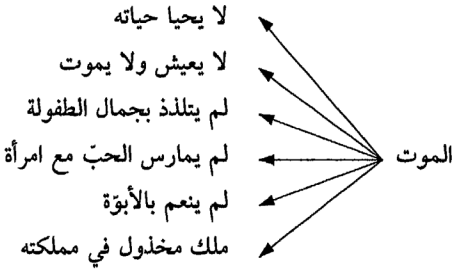 لا يحيا حياته
لا يعيش ولا يموت
لم يتلذذ بجمال الطفولة
لم يمارس الحبّ مع امرأة
الموت
لم ينعم بالأبوّة
ملك مخذول في مملكته